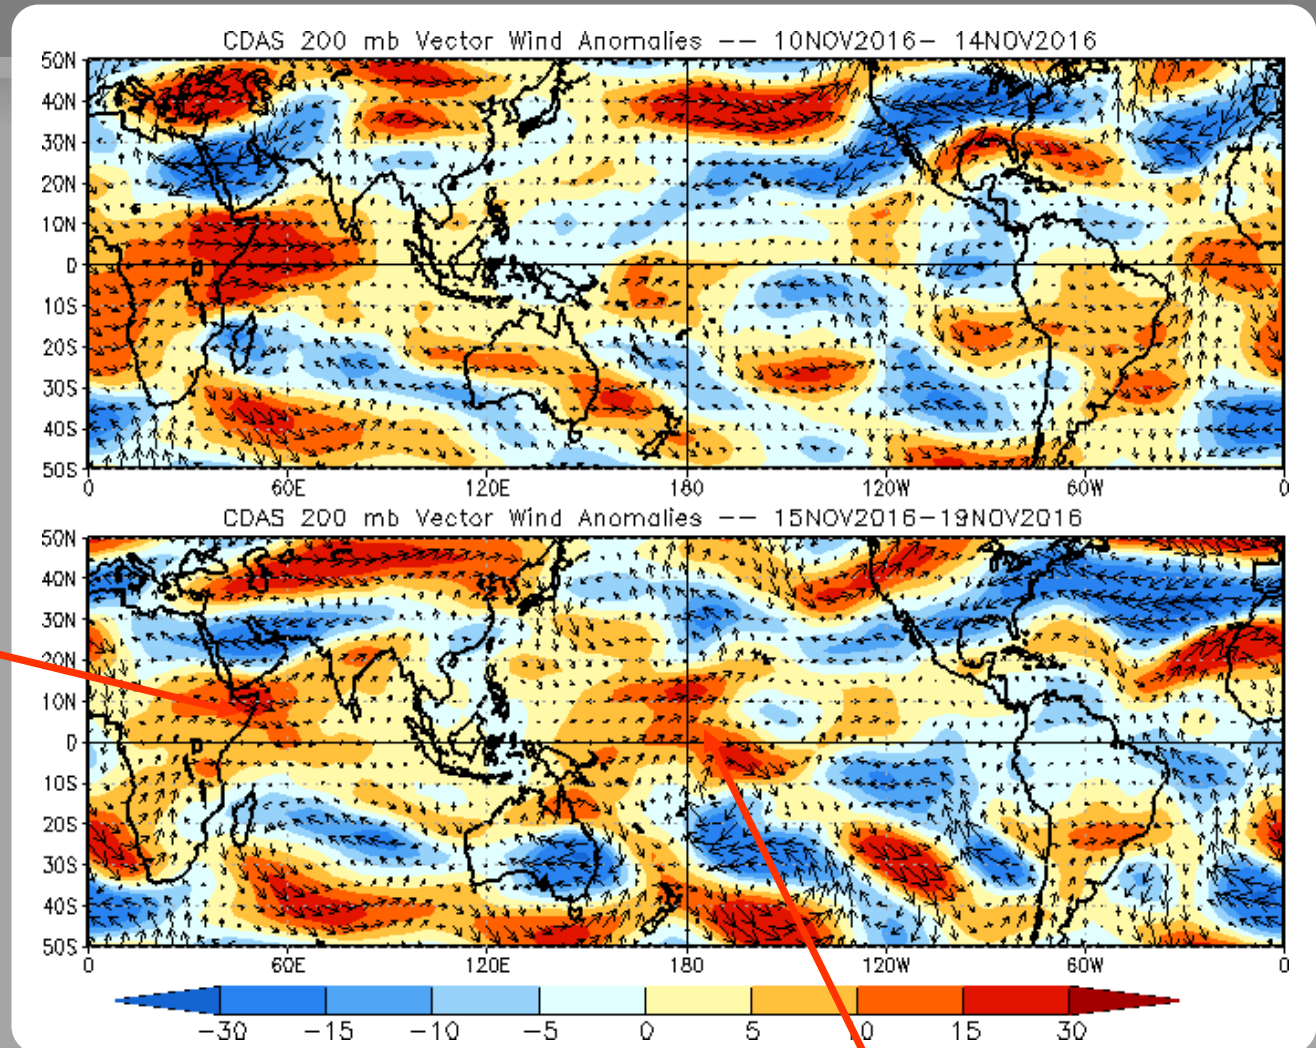 CDAS 200 mb Vector Wind Anomalies -- 10NOV2016- 14NOV2016
50N
40N
30N
20N
10N
0
10S
20S
30S
40S
50S
0 60E 120E 180 120W 60W 0
CDAS 200 mb Vector Wind Anomalies -- 15NOV2016-19NOV2016
50N
40N
30N
20N
10N
0
10S
20S
30S
40S
50S
0 60E 120E 180 120W 60W 0
-30 -15 -10 -5 0 5 10 15 30